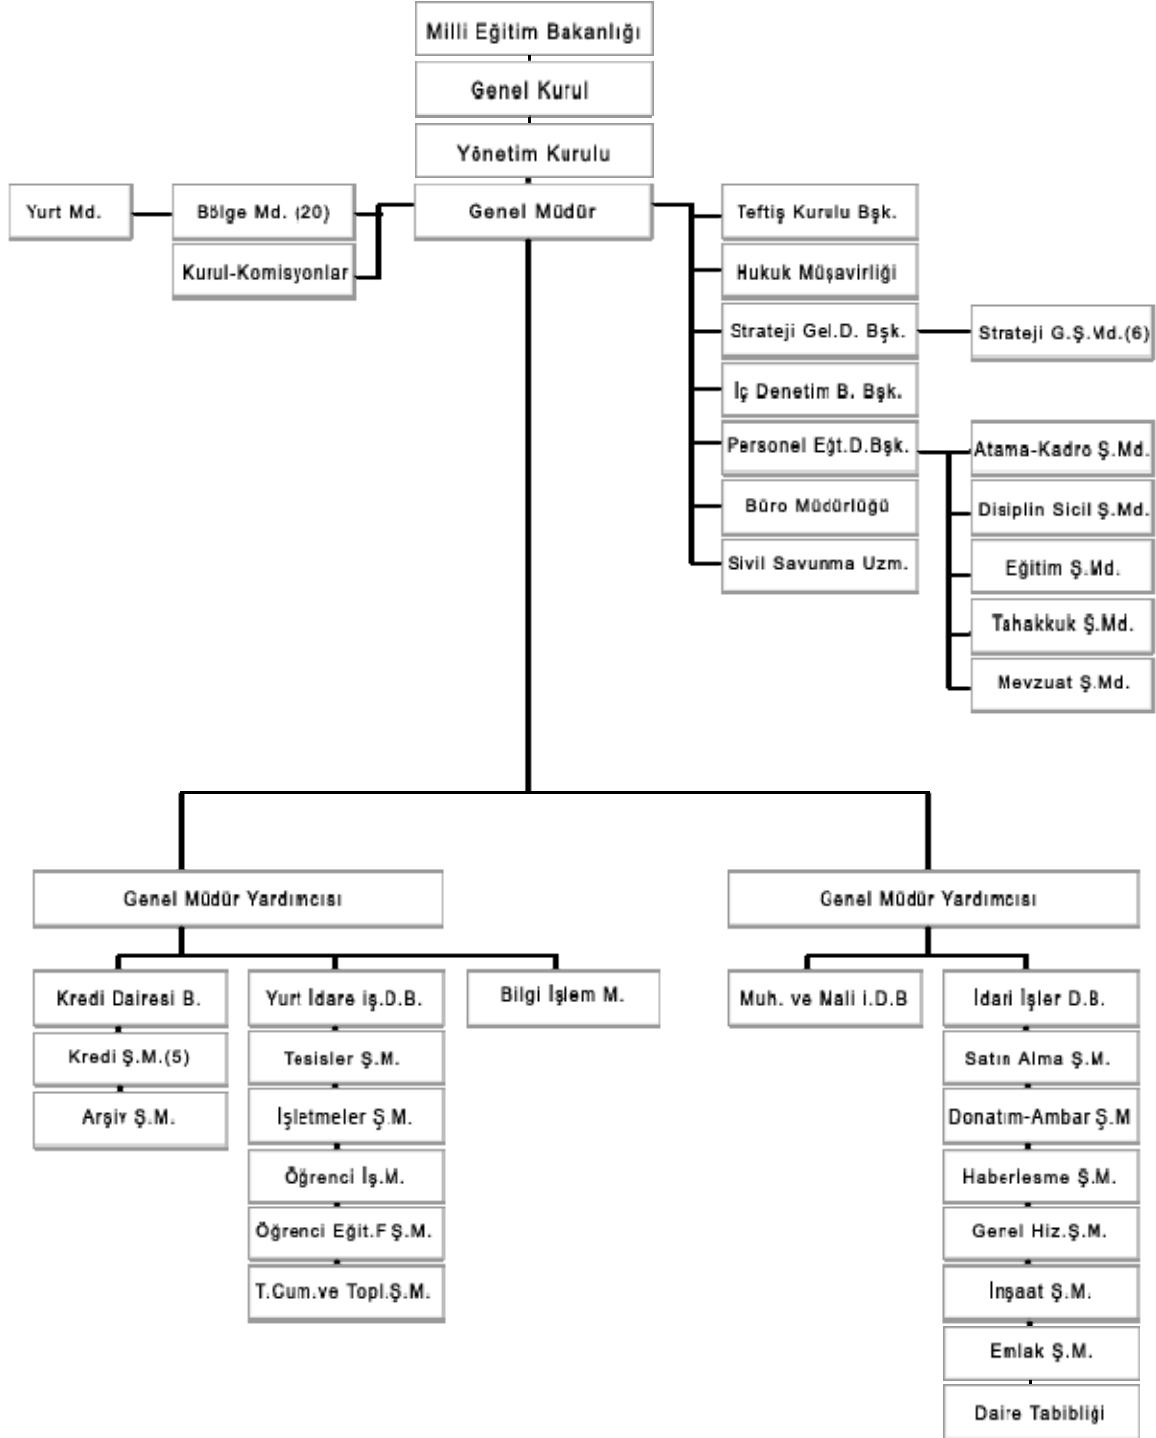 Milli Eğitim Bakanlığı
Genel Kurul
Yönetim Kurulu
Genel Müdür
Yurt Md.
Bölge Md. (20)
Kurul-Komisyonlar
Teftiş Kurulu Bşk.
Hukuk Müşavirliği
Strateji Gel.D. Bşk.
Strateji G.Ş.Md.(6)
İç Denetim B. Bşk.
Personel Eğt.D.Bşk.
Atama-Kadro Ş.Md.
Disiplin Sicil Ş.Md.
Eğitim Ş.Md.
Tahakkuk Ş.Md.
Mevzuat Ş.Md.
Büro Müdürlüğü
Sivil Savunma Uzm.
Genel Müdür Yardımcısı
Kredi Dairesi B.
Kredi Ş.M.(5)
Arşiv Ş.M.
Yurt İdare iş.D.B.
Tesisler Ş.M.
İşletmeler Ş.M.
Öğrenci İş.M.
Öğrenci Eğit.F Ş.M.
T.Cum.ve Topl.Ş.M.
Bilgi İşlem M.
Genel Müdür Yardımcısı
Muh. ve Mali i.D.B
İdari İşler D.B.
Satın Alma Ş.M.
Donatım-Ambar Ş.M
Haberlesme Ş.M.
Genel Hiz.Ş.M.
İnşaat Ş.M.
Emlak Ş.M.
Daire Tabibliği